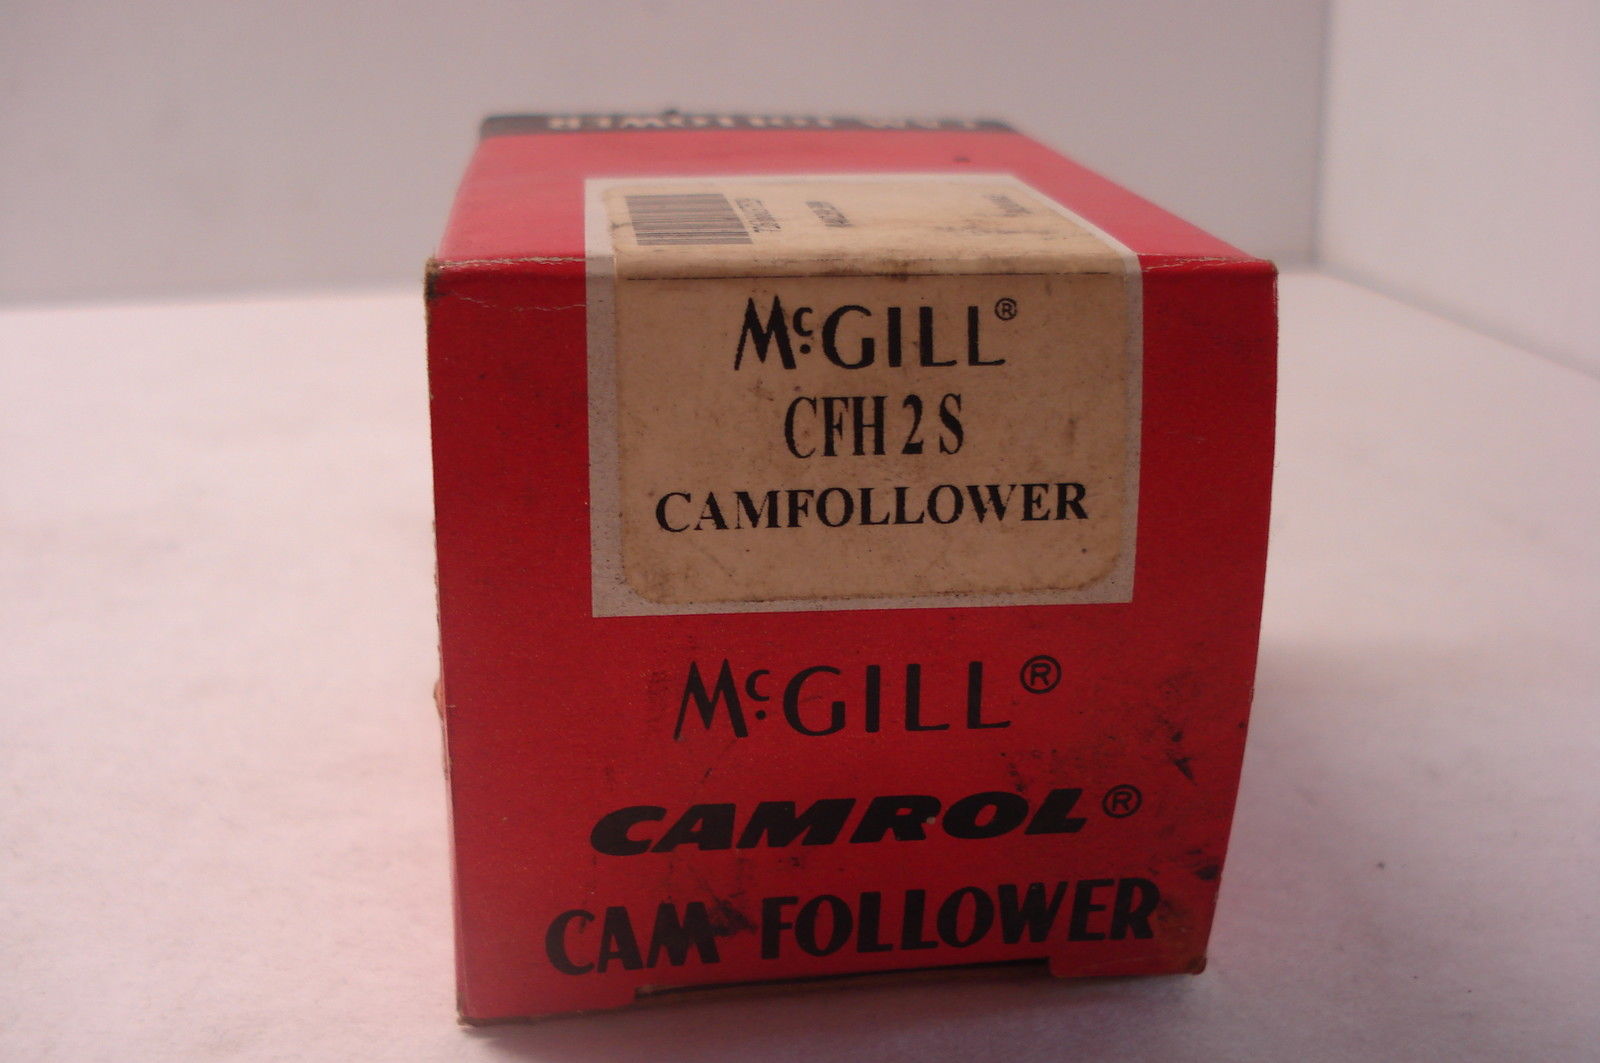 McGILL®
CFH 2 S
CAMFOLLOWER
McGILL®
CAMROL®
CAM FOLLOWER